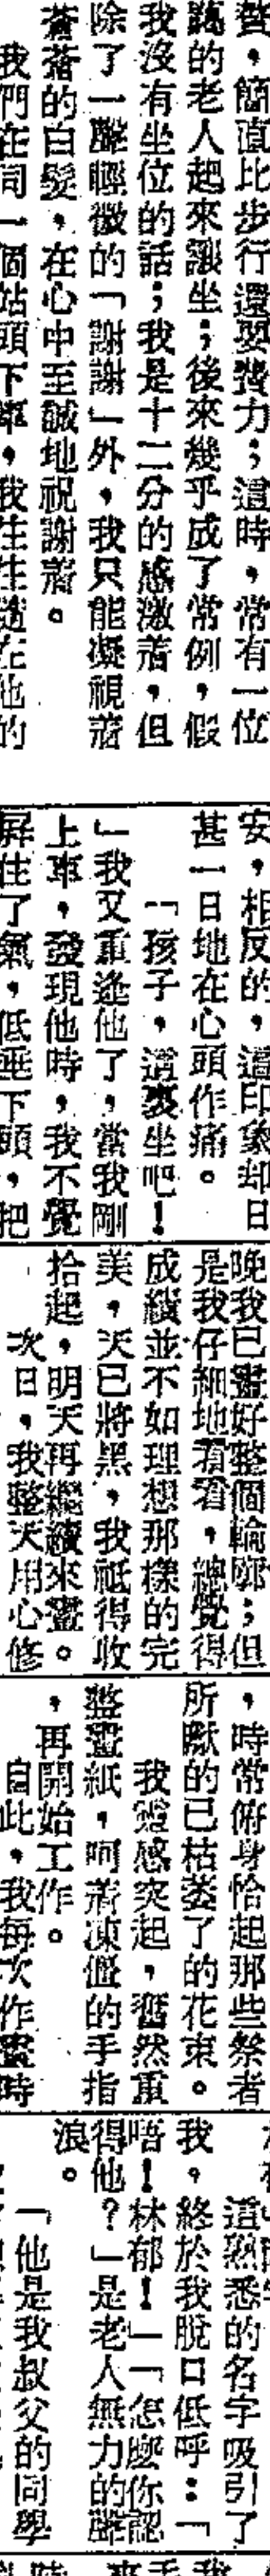 贅，簡直比步行還要費力；這時，常有一位
的老人起來讓坐；後來幾乎成了常例，假
我沒有坐位的話；我是十二分的感激着，但
除了一聲輕微的「謝謝」外，我只能凝視着
蒼蒼的白髮，在心中至誠地祝謝着。
我們在同一個站頭下車，我往往隨在他的
安，相反的，這印象却日
甚一日地在心頭作痛。
「孩子，這裏坐吧！
」我又重逢他了，當我剛
上車，發現他時，我不覺
屏住了氣，低垂下頭，把
晚我已畫好整個輪廓；但
是我仔細地看看，總覺得
成績並不如理想那樣的完
美，天已將黑，我祗得收
拾起，明天再繼續來畫。
次日，我整天用心修
，時常俯身恰起那些祭者
所獻的已枯萎了的花束。
我靈感突起，舊然重
整畫紙，呵着凍僵的手指
，再開始工作。
自此，我每次作畫時
這熟悉的名字吸引了
我，終於我脫口低呼：「
唔！林郁！」「怎麼你認
得他？」是老人無力的聲
浪。
「他是我叔父的同學